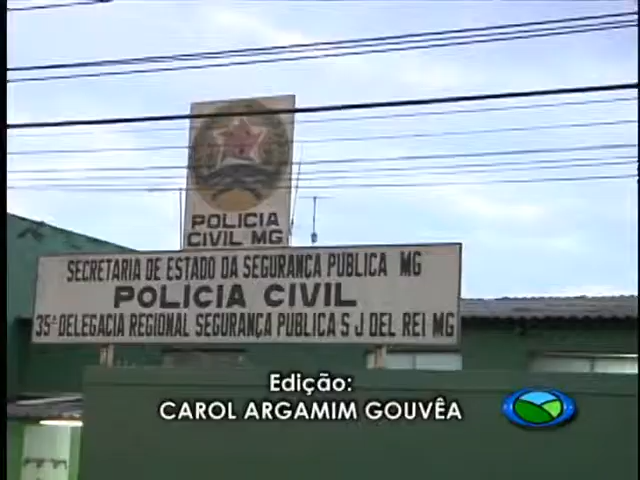 POLICIA
CIVIL MG
SECRETARIA DE ESTADO DA SEGURANÇA PUBLICA MG
POLICIA CIVIL
35ª DELEGACIA REGIONAL SEGURANÇA PUBLICA S J DEL REI MG
Edição:
CAROL ARGAMIM GOUVÊA